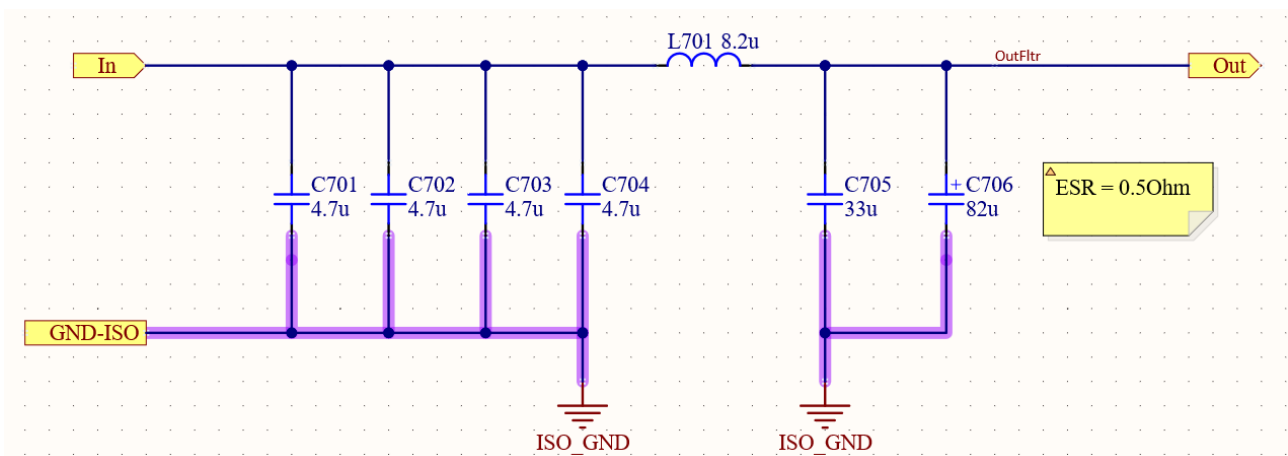 L701 8.2u
In
OutFltr
Out
C701
4.7u
C702
4.7u
C703
4.7u
C704
4.7u
C705
33u
+ C706
82u
ESR = 0.5Ohm
GND-ISO
ISO_GND
ISO_GND